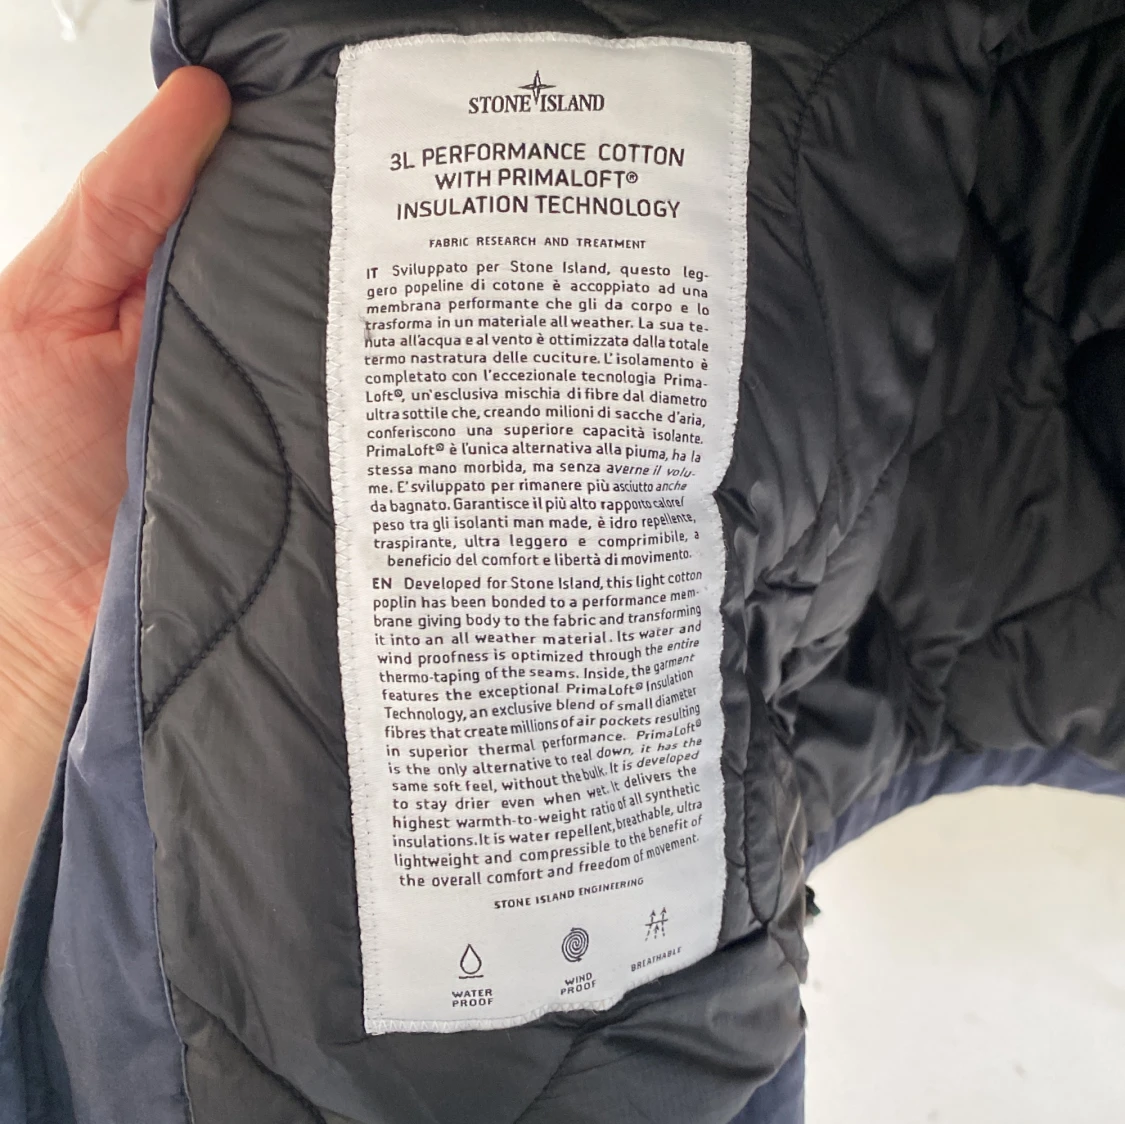 STONE ISLAND
3L PERFORMANCE COTTON
WITH PRIMALOFT®
INSULATION TECHNOLOGY
FABRIC RESEARCH AND TREATMENT
IT Sviluppato per Stone Island, questo leg-
gero popeline di cotone è accoppiato ad una
membrana performante che gli da corpo e lo
trasforma in un materiale all weather. La sua te-
nuta all'acqua e al vento è ottimizzata dalla totale
termo nastratura delle cuciture. L'isolamento è
completato con l'eccezionale tecnologia Prima-
Loft®, un'esclusiva mischia di fibre dal diametro
ultra sottile che, creando milioni di sacche d'aria,
conferiscono una superiore capacità isolante.
PrimaLoft® è l'unica alternativa alla piuma, ha la
stessa mano morbida, ma senza averne il volu-
me. E' sviluppato per rimanere più asciutto anche
da bagnato. Garantisce il più alto rapporto calore/
peso tra gli isolanti man made, è idro repellente,
traspirante, ultra leggero e comprimibile, a
beneficio del comfort e libertà di movimento.
EN Developed for Stone Island, this light cotton
poplin has been bonded to a performance mem-
brane giving body to the fabric and transforming
it into an all weather material. Its water and
wind proofness is optimized through the entire
thermo-taping of the seams. Inside, the garment
features the exceptional PrimaLoft® Insulation
Technology, an exclusive blend of small diameter
fibres that create millions of air pockets resulting
in superior thermal performance. PrimaLoft®
is the only alternative to real down, it has the
same soft feel, without the bulk. It is developed
to stay drier even when wet. It delivers the
highest warmth-to-weight ratio of all synthetic
insulations. It is water repellent, breathable, ultra
lightweight and compressible to the benefit of
the overall comfort and freedom of movement.
STONE ISLAND ENGINEERING
WATER
PROOF
WIND
PROOF
BREATHABLE